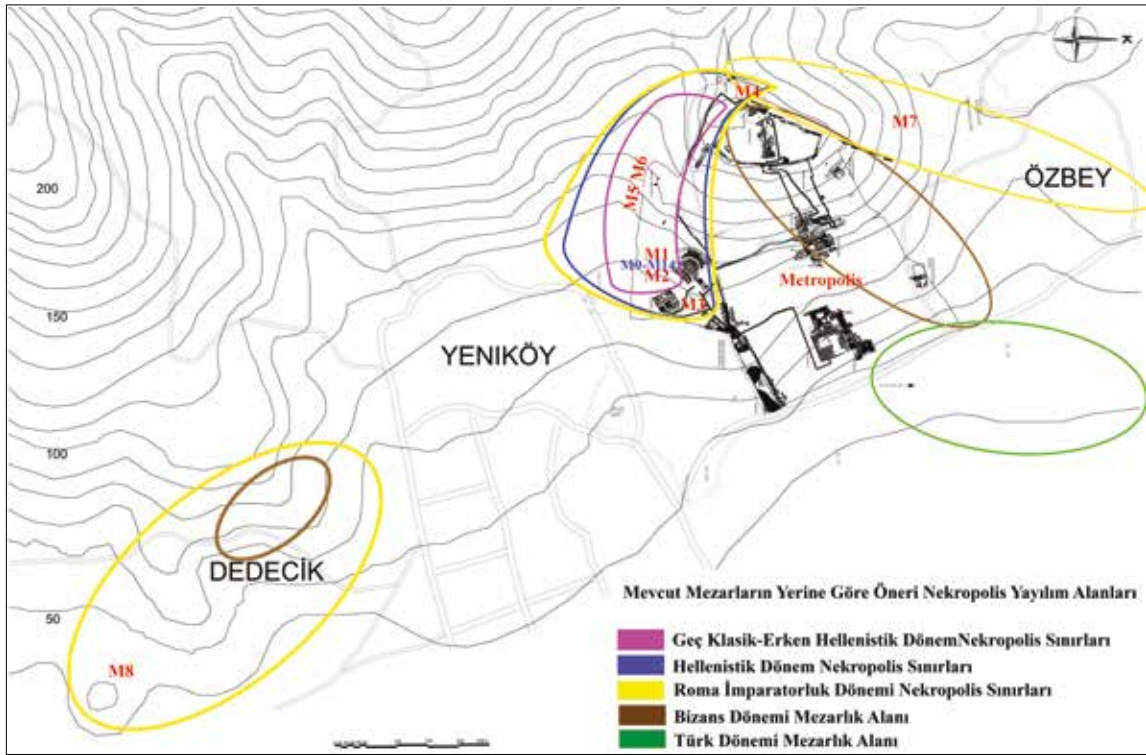 K
M4
M7
ÖZBEY
200
M5
M6
M1
M2
M3
Metropolis
150
YENIKÖY
100
DEDECİK
50
M8
Mevcut Mezarların Yerine Göre Öneri Nekropolis Yayılım Alanları
Geç Klasik-Erken Hellenistik DönemNekropolis Sınırları
Hellenistik Dönem Nekropolis Sınırları
Roma İmparatorluk Dönemi Nekropolis Sınırları
Bizans Dönemi Mezarlık Alanı
Türk Dönemi Mezarlık Alanı